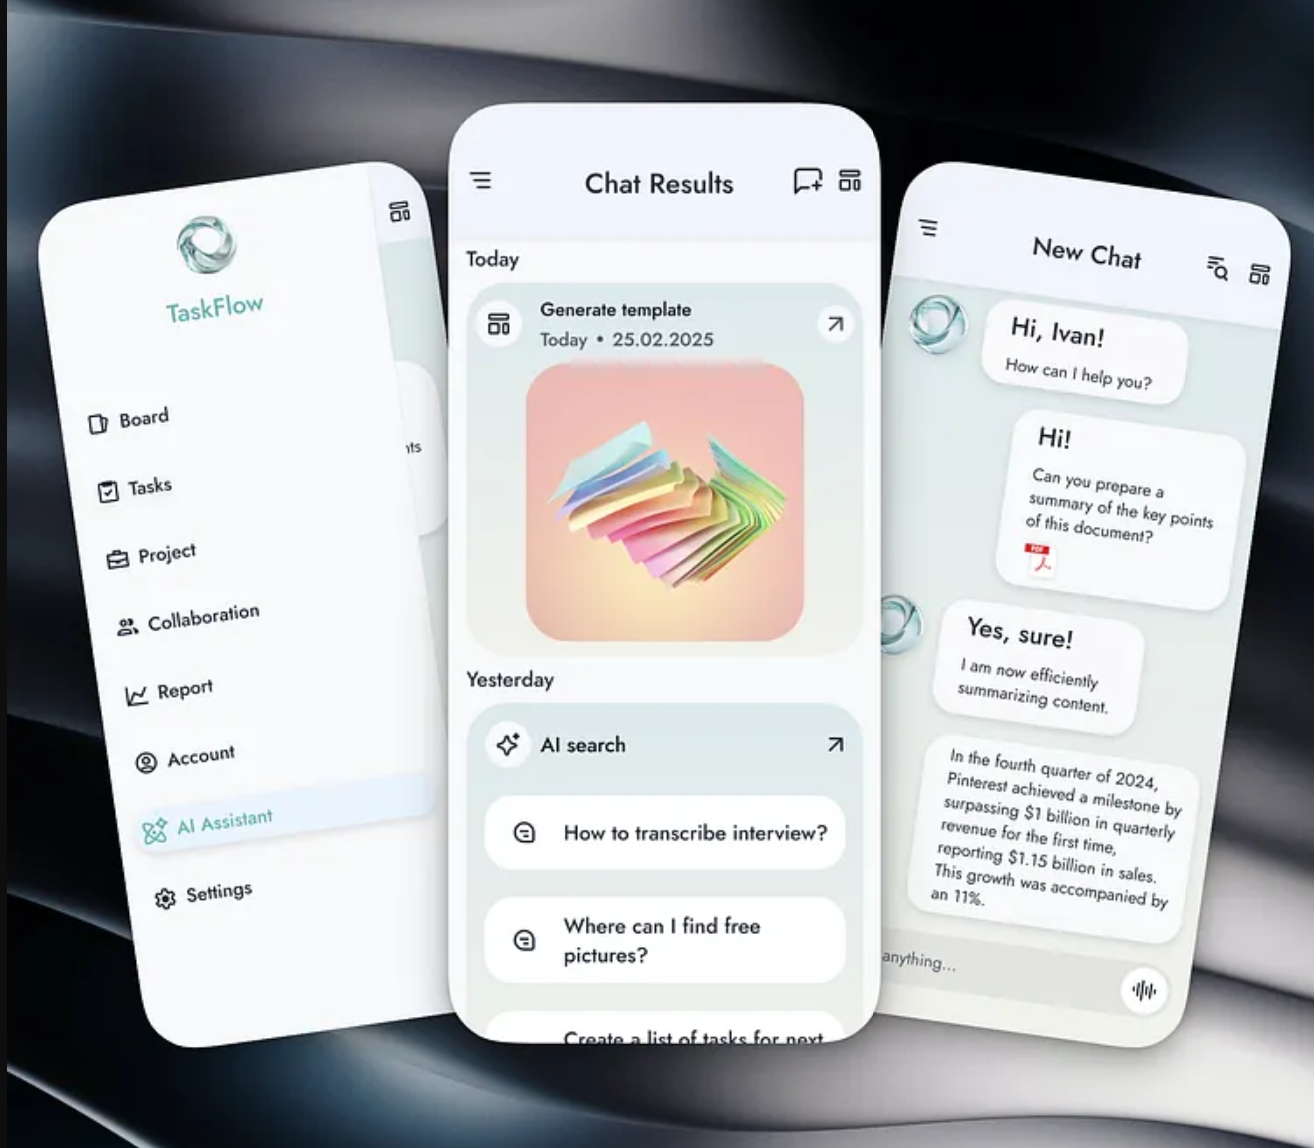 TaskFlow
Board
Tasks
Project
Collaboration
Report
Account
AI Assistant
Settings
Chat Results
Today
Generate template
Today • 25.02.2025
Yesterday
AI search
How to transcribe interview?
Where can I find free
pictures?
Create a list of tasks for next
New Chat
Hi, Ivan!
How can I help you?
Hi!
Can you prepare a
summary of the key points
of this document?
PDF
Yes, sure!
I am now efficiently
summarizing content.
In the fourth quarter of 2024,
Pinterest achieved a milestone by
surpassing $1 billion in quarterly
revenue for the first time,
reporting $1.15 billion in sales.
This growth was accompanied by
an 11%.
anything...